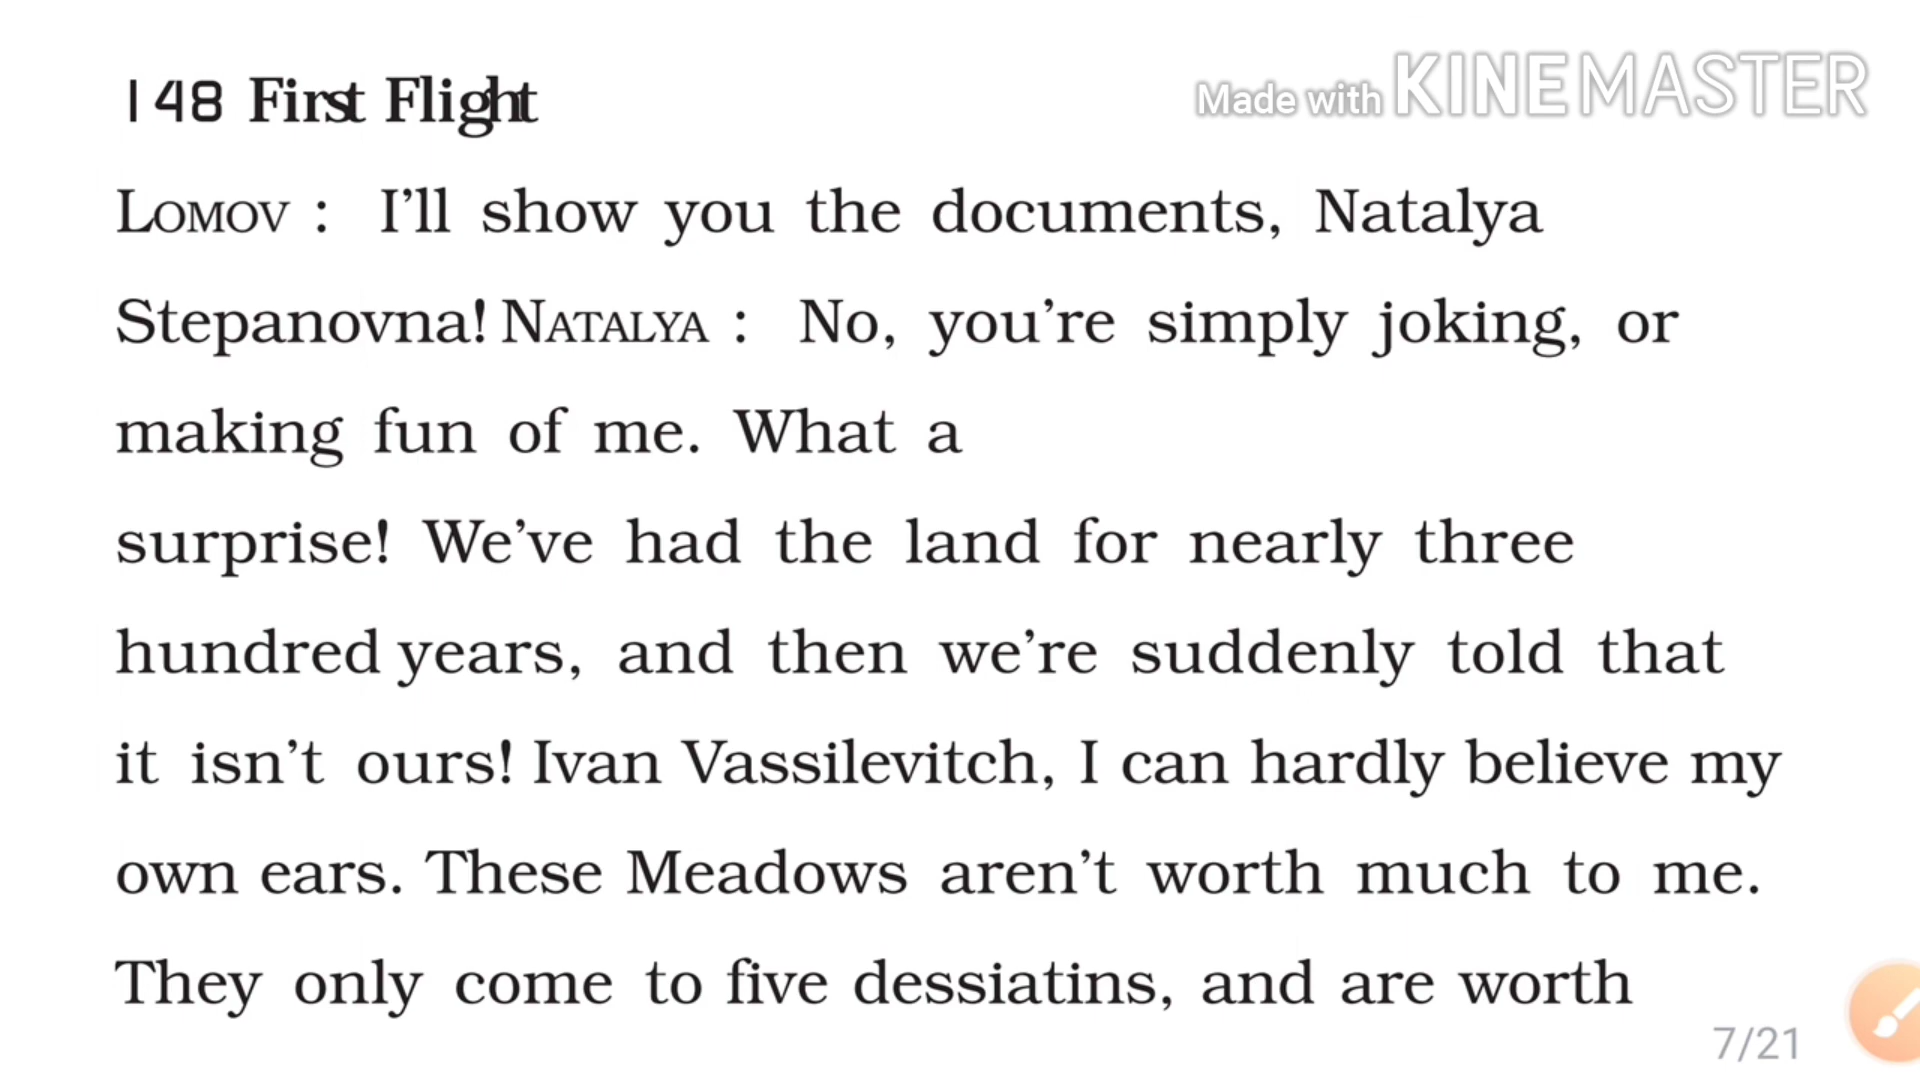 148 First Flight
Made with KINEMASTER
LOMOV : I'll show you the documents, Natalya
Stepanovna! NATALYA : No, you're simply joking, or
making fun of me. What a
surprise! We've had the land for nearly three
hundred years, and then we're suddenly told that
it isn't ours! Ivan Vassilevitch, I can hardly believe my
own ears. These Meadows aren't worth much to me.
They only come to five dessiatins, and are worth
7/21